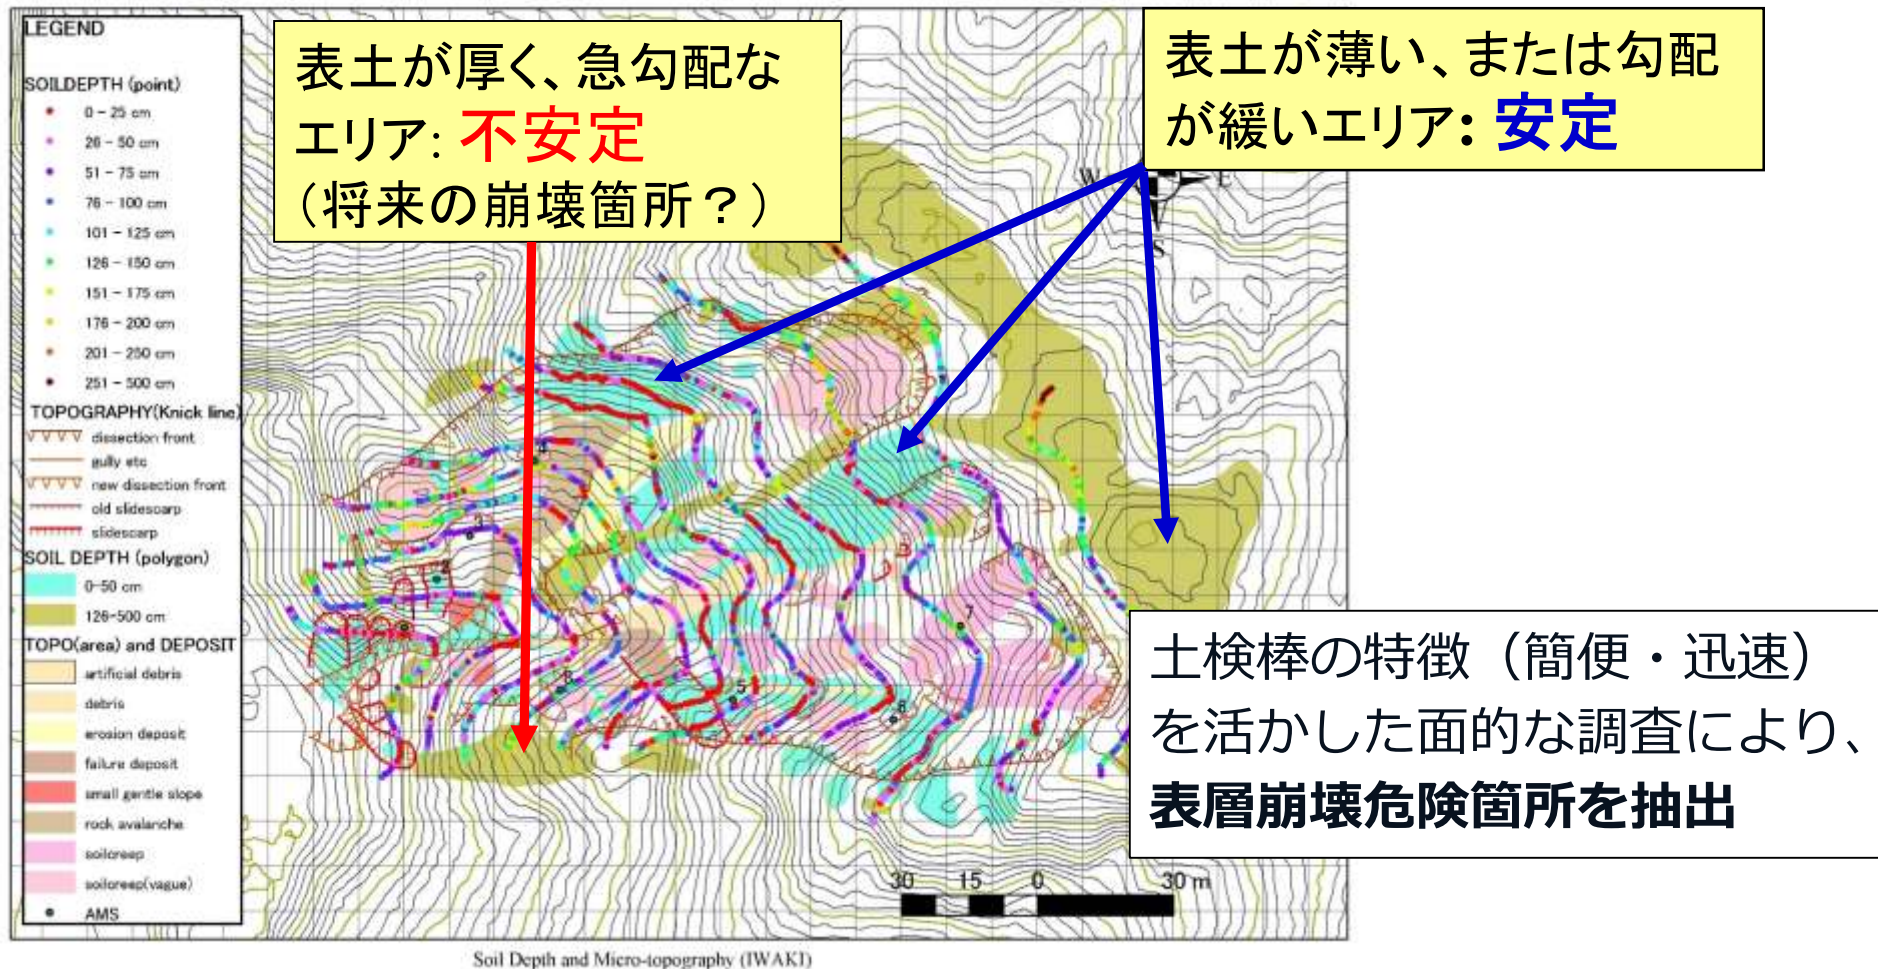 LEGEND
SOILDEPTH (point)
0 - 25 cm
26 - 50 cm
51 - 75 cm
76 - 100 cm
101 - 125 cm
126 - 150 cm
151 - 175 cm
176 - 200 cm
201 - 250 cm
251 - 500 cm
TOPOGRAPHY(Knick line)
dissection front
gully etc
new dissection front
old slidescarp
slidescarp
SOIL DEPTH (polygon)
0-50 cm
126-500 cm
TOPO(area) and DEPOSIT
artificial debris
debris
erosion deposit
failure deposit
small gentle slope
rock avalanche
soilcreep
soilcreep(vague)
AMS
表土が厚く、急勾配な
エリア: 不安定
（将来の崩壊箇所？）
表土が薄い、または勾配
が緩いエリア: 安定
W E
S
4
3
2
1
7
6
5
8
土検棒の特徴（簡便・迅速）
を活かした面的な調査により、
表層崩壊危険箇所を抽出
30 15 0 30 m
Soil Depth and Micro-topography (IWAKI)